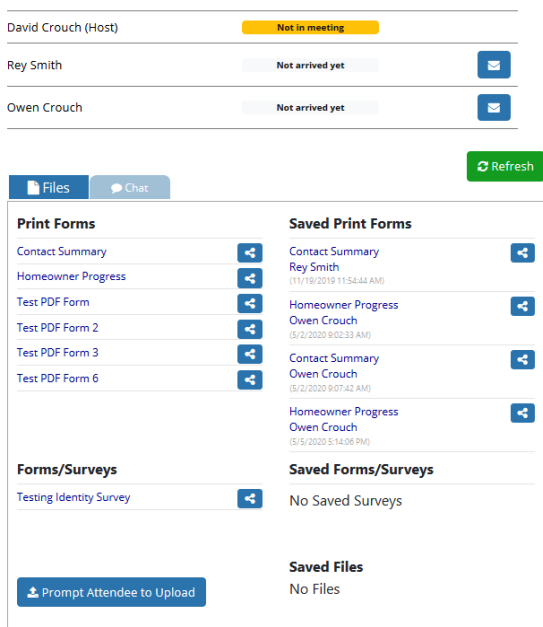 David Crouch (Host) Not in meeting
Rey Smith Not arrived yet
Owen Crouch Not arrived yet
Refresh
Files Chat
Print Forms
Contact Summary
Homeowner Progress
Test PDF Form
Test PDF Form 2
Test PDF Form 3
Test PDF Form 6
Saved Print Forms
Contact Summary
Rey Smith
(11/19/2019 11:54:44 AM)
Homeowner Progress
Owen Crouch
(5/2/2020 9:02:33 AM)
Contact Summary
Owen Crouch
(5/2/2020 9:07:42 AM)
Homeowner Progress
Owen Crouch
(5/5/2020 5:14:06 PM)
Forms/Surveys
Testing Identity Survey
Saved Forms/Surveys
No Saved Surveys
Prompt Attendee to Upload
Saved Files
No Files